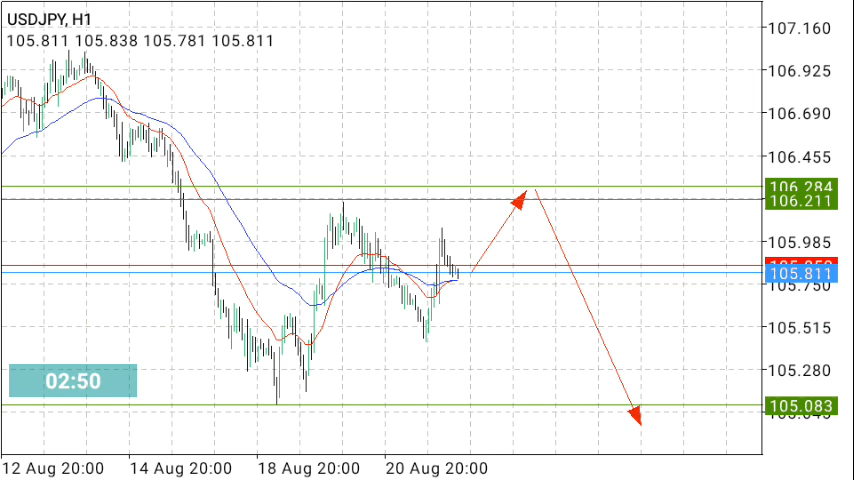 USDJPY, H1
105.811 105.838 105.781 105.811
107.160
106.925
106.690
106.455
106.284
106.211
105.985
105.811
105.750
105.515
105.280
105.083
02:50
12 Aug 20:00
14 Aug 20:00
18 Aug 20:00
20 Aug 20:00